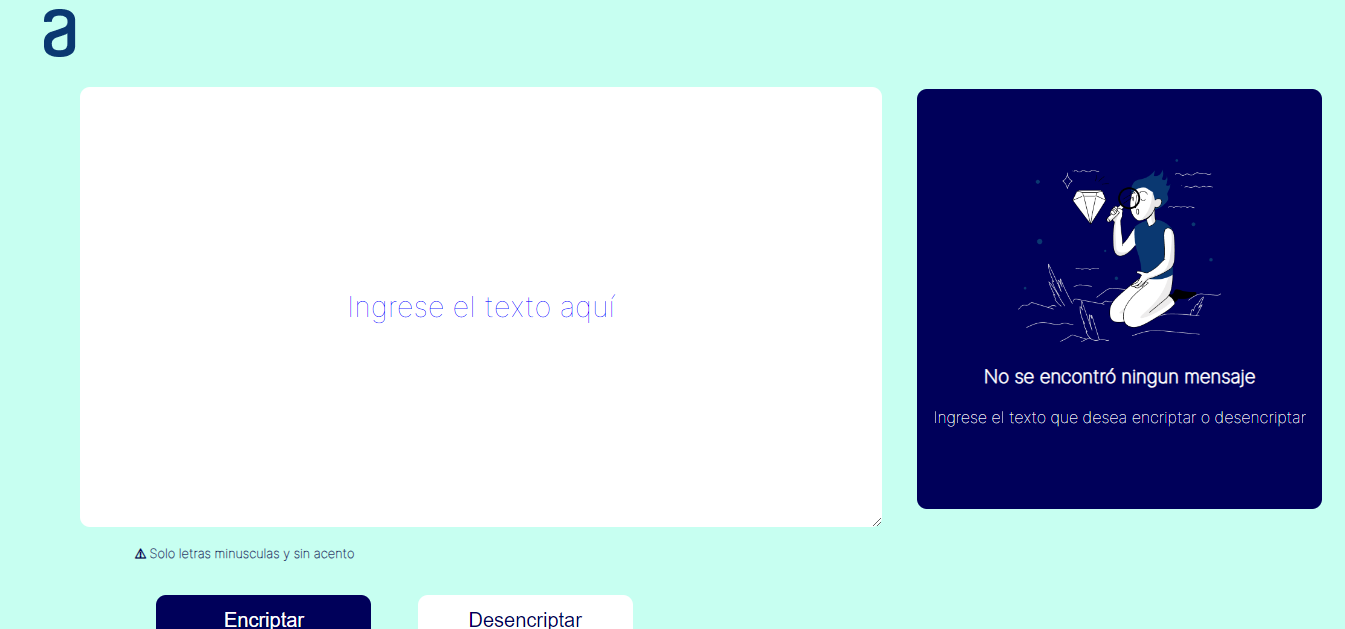 a
Ingrese el texto aquí
No se encontró ningun mensaje
Ingrese el texto que desea encriptar o desencriptar
⚠ Solo letras minusculas y sin acento
Encriptar
Desencriptar